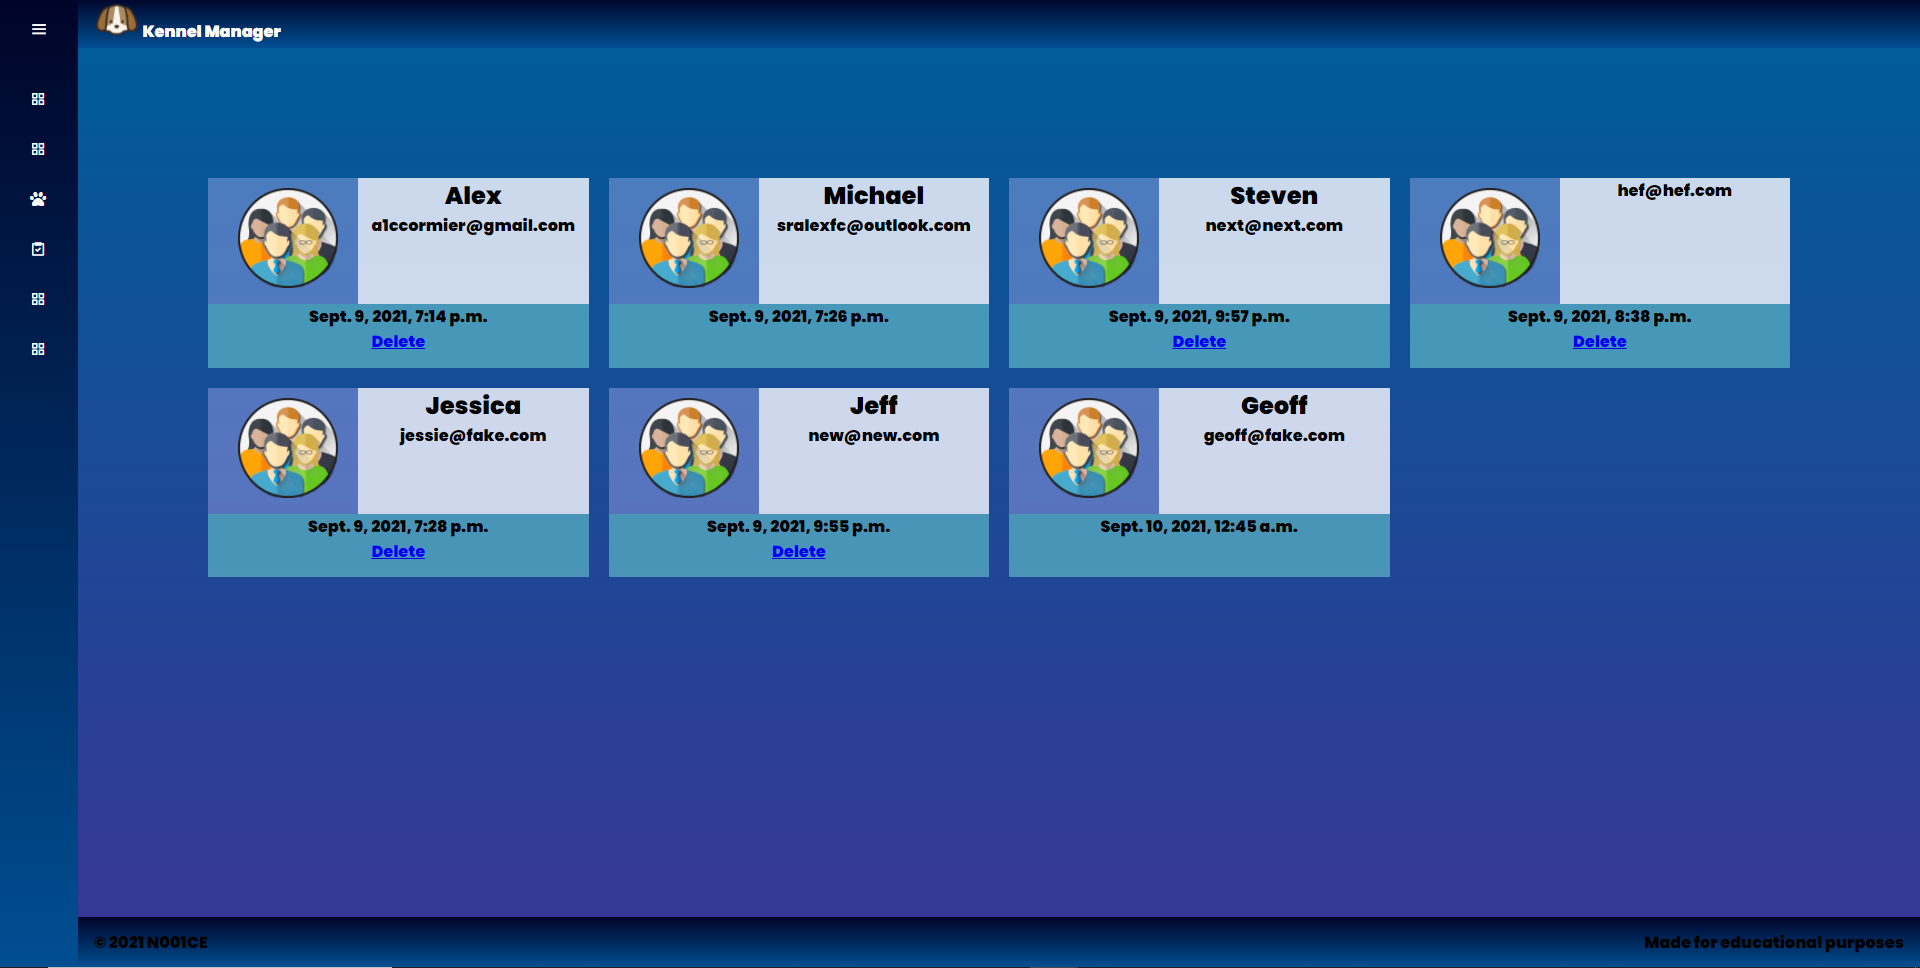 Kennel Manager
Alex
a1ccormier@gmail.com
Sept. 9, 2021, 7:14 p.m.
Delete
Michael
sralexfc@outlook.com
Sept. 9, 2021, 7:26 p.m.
Steven
next@next.com
Sept. 9, 2021, 9:57 p.m.
Delete
hef@hef.com
Sept. 9, 2021, 8:38 p.m.
Delete
Jessica
jessie@fake.com
Sept. 9, 2021, 7:28 p.m.
Delete
Jeff
new@new.com
Sept. 9, 2021, 9:55 p.m.
Delete
Geoff
geoff@fake.com
Sept. 10, 2021, 12:45 a.m.
© 2021 N001CE
Made for educational purposes